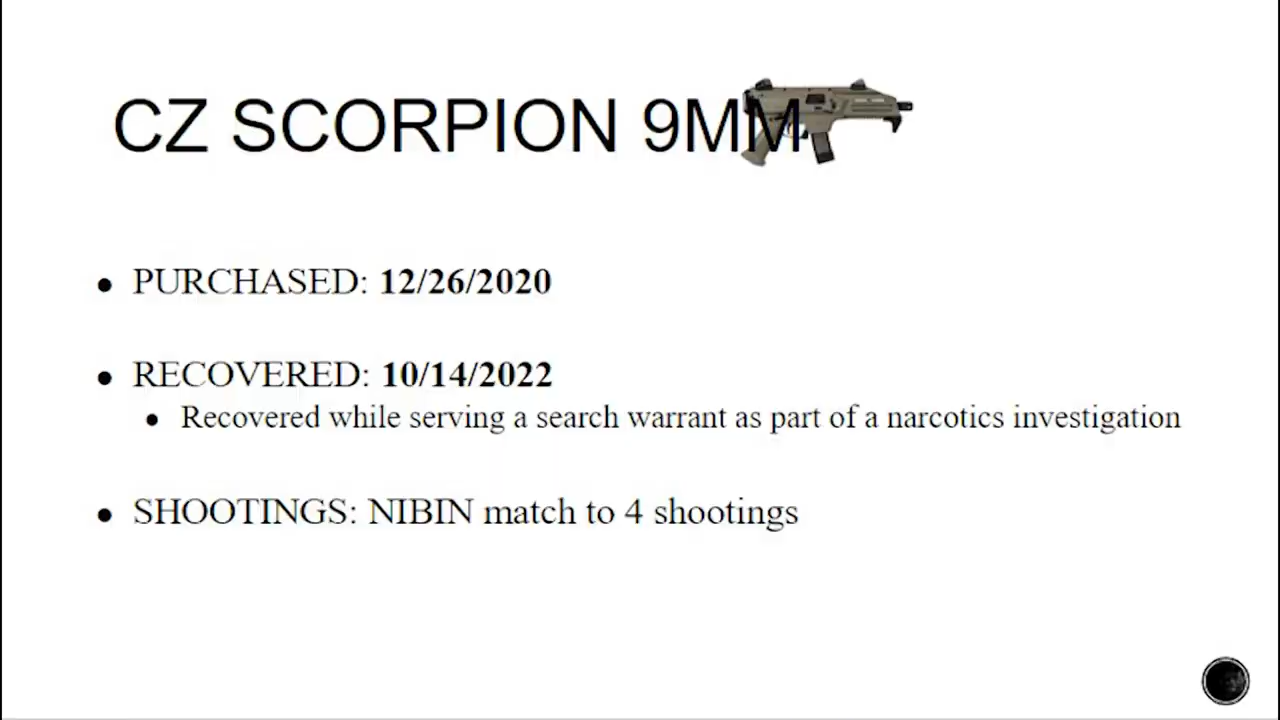 CZ SCORPION 9MM
• PURCHASED: 12/26/2020
• RECOVERED: 10/14/2022
• Recovered while serving a search warrant as part of a narcotics investigation
• SHOOTINGS: NIBIN match to 4 shootings